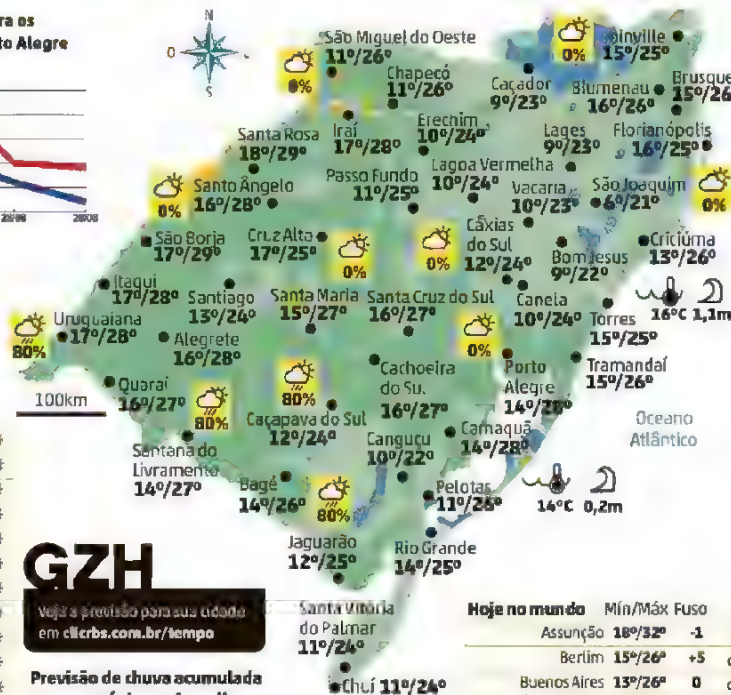 ra os
to Alegre
N
O
S
28/08
0%
São Miguel do Oeste
11º/26º
Chapecó
11º/26º
Caçador
9º/23º
0%
Joinville
15º/25º
Blumenau
16º/26º
Brusque
15º/26º
Santa Rosa
18º/29º
Iraí
17º/28º
Erechim
10º/24º
Lages
9º/23º
Florianópolis
16º/25º
0%
Santo Ângelo
16º/28º
Passo Fundo
11º/25º
Lagoa Vermelha
10º/24º
Vacaria
10º/23º
São Joaquim
6º/21º
0%
São Borja
17º/29º
Cruz Alta
17º/25º
0%
0%
Caxias
do Sul
12º/24º
Bom Jesus
9º/22º
Criciúma
13º/26º
Itaqui
17º/28º
Santiago
13º/24º
Santa Maria
15º/27º
Santa Cruz do Sul
16º/27º
Canela
10º/24º
Torres
15º/25º
16ºC 1,1m
80%
Uruguaiana
17º/28º
Alegrete
16º/28º
0%
Quaraí
16º/27º
100km
80%
80%
Cachoeira
do Sul
16º/27º
Porto
Alegre
14º/28º
Tramandaí
15º/26º
Caçapava do Sul
12º/24º
Canguçu
10º/22º
Camaquã
14º/28º
Oceano
Atlântico
Santana do
Livramento
14º/27º
Bagé
14º/26º
80%
Pelotas
11º/26º
14ºC 0,2m
Jaguarão
12º/25º
Rio Grande
14º/25º
GZH
Veja a previsão para sua cidade
em clicrbs.com.br/tempo
Santa Vitória
do Palmar
11º/24º
Chuí 11º/24º
Hoje no mundo Mín/Máx Fuso
Assunção 18º/32º -1
Berlim 15º/26º +5
Buenos Aires 13º/26º 0
Previsão de chuva acumulada